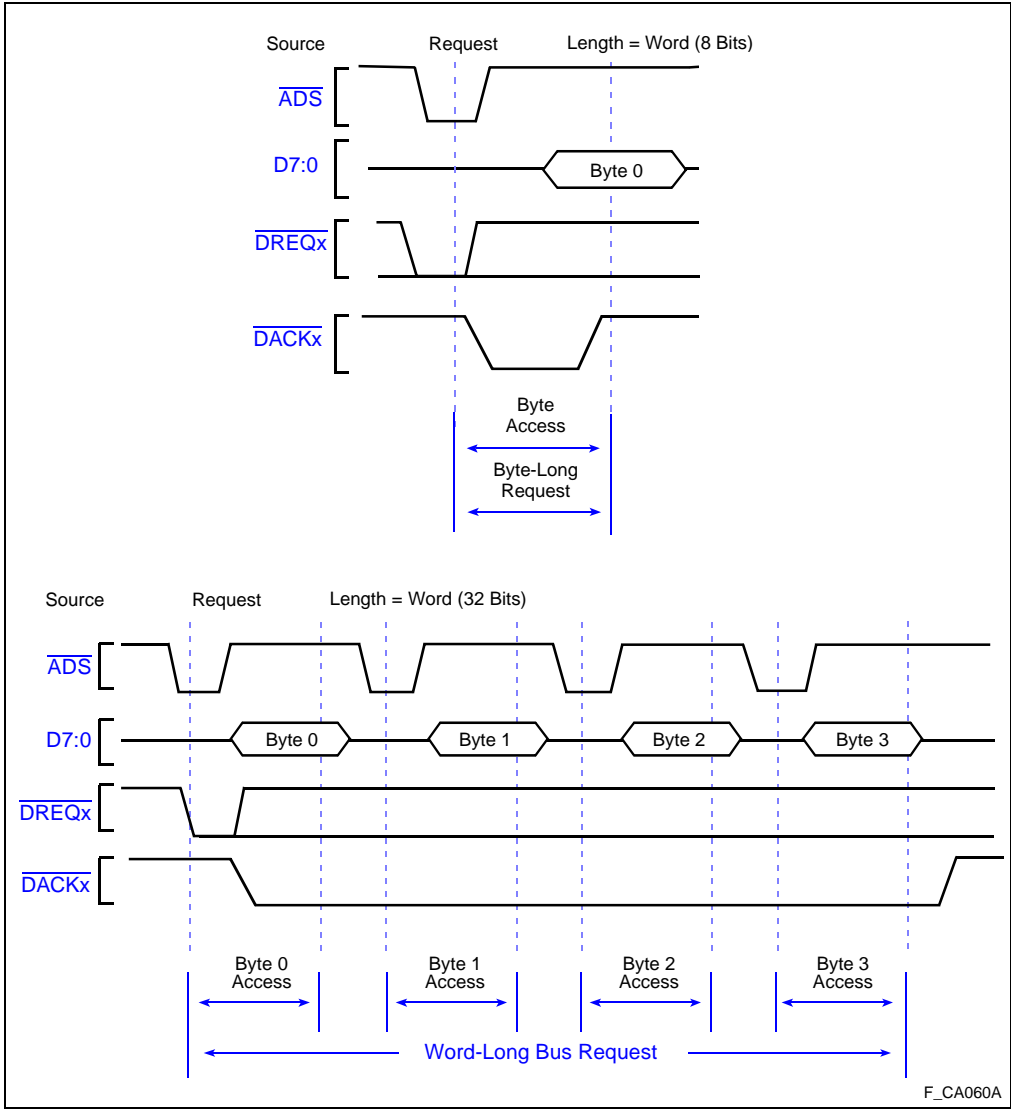 Source Request Length = Word (8 Bits)
ADS
D7:0 Byte 0
DREQx
DACKx
Byte
Access
Byte-Long
Request
Source Request Length = Word (32 Bits)
ADS
D7:0 Byte 0 Byte 1 Byte 2 Byte 3
DREQx
DACKx
Byte 0 Byte 1 Byte 2 Byte 3
Access Access Access Access
Word-Long Bus Request
F_CA060A